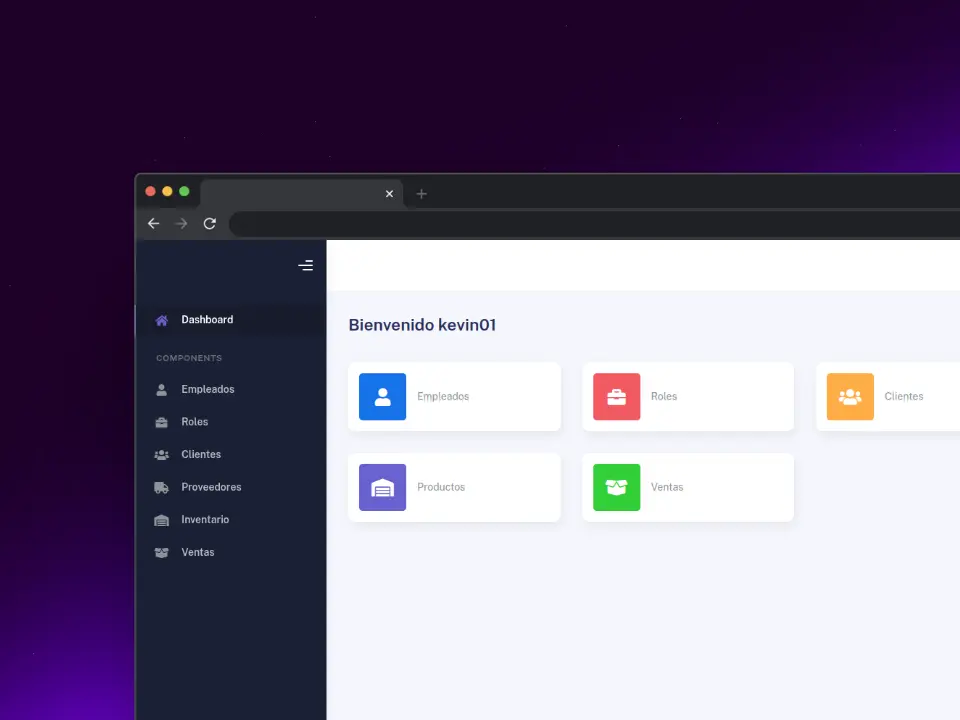 Dashboard
COMPONENTS
Empleados
Roles
Clientes
Proveedores
Inventario
Ventas
Bienvenido kevin01
Empleados
Roles
Clientes
Productos
Ventas